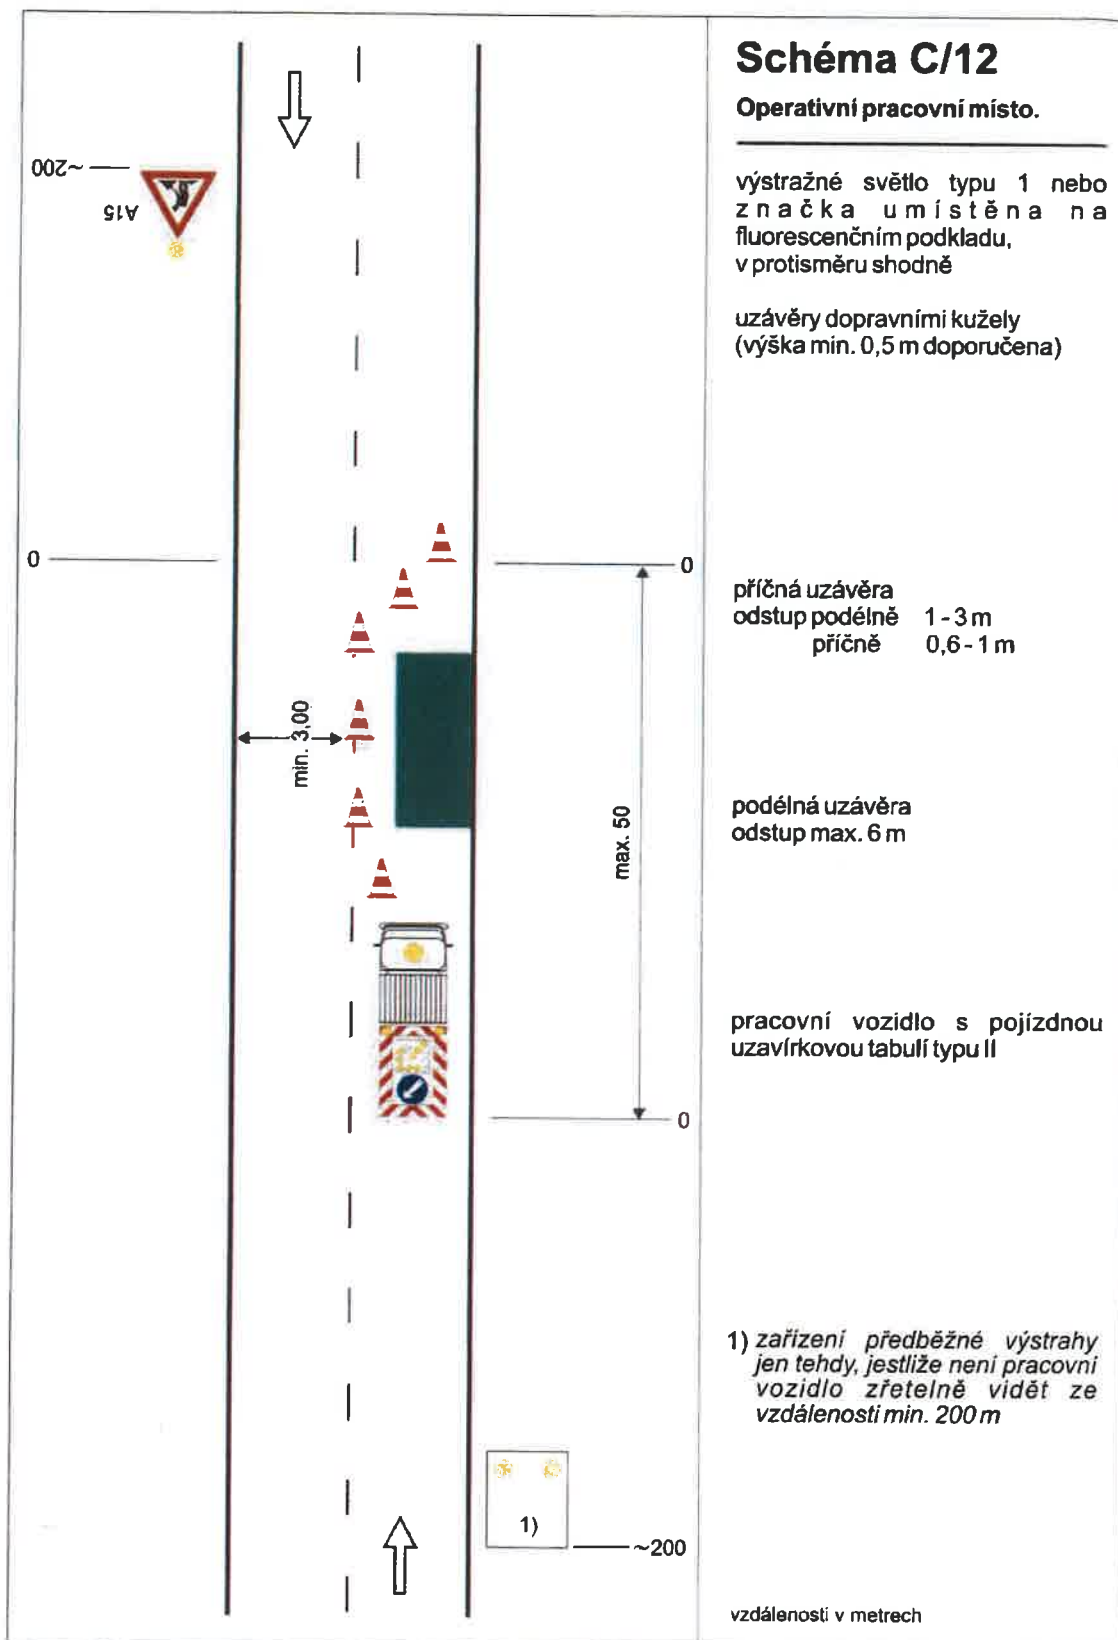 Schéma C/12
Operativní pracovní místo.
výstražné světlo typu 1 nebo
značka umístěna na
fluorescenčním podkladu,
v protisměru shodně
uzávěry dopravními kužely
(výška min. 0,5 m doporučena)
příčná uzávěra
odstup podélně 1 - 3 m
příčně 0,6 - 1 m
podélná uzávěra
odstup max. 6 m
pracovní vozidlo s pojízdnou
uzavírkovou tabulí typu II
1) zařízení předběžné výstrahy
jen tehdy, jestliže není pracovní
vozidlo zřetelně vidět ze
vzdálenosti min. 200 m
vzdálenosti v metrech
~200
A15
0
0
min. 3,00
max. 50
0
1)
~200